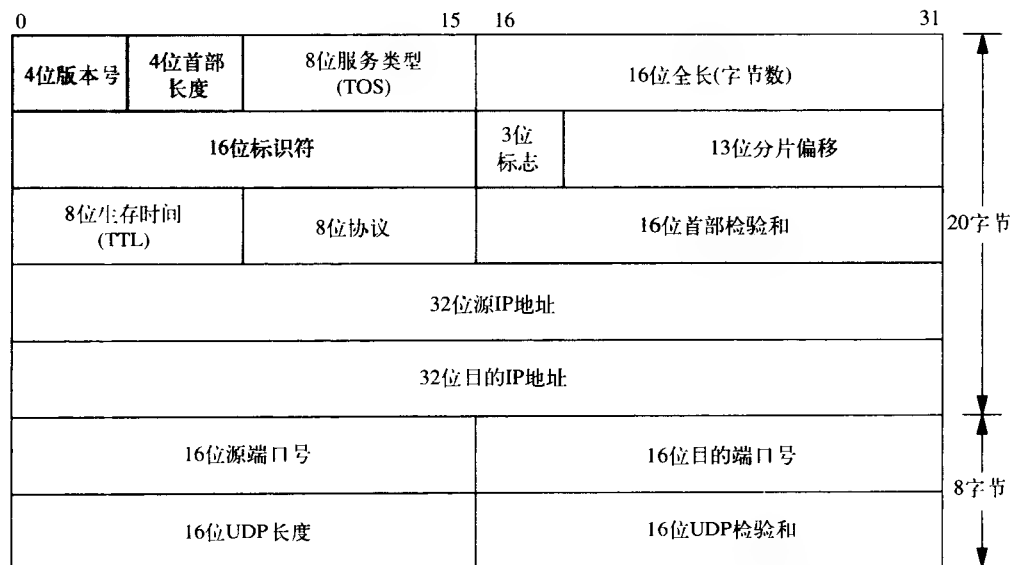 0 15 16 31
4位版本号 4位首部 8位服务类型 16位全长(字节数)
长度 (TOS)
16位标识符 3位 13位分片偏移
标志
8位生存时间 8位协议 16位首部检验和 20字节
(TTL)
32位源IP地址
32位目的IP地址
16位源端口号 16位目的端口号
8字节
16位UDP长度 16位UDP检验和